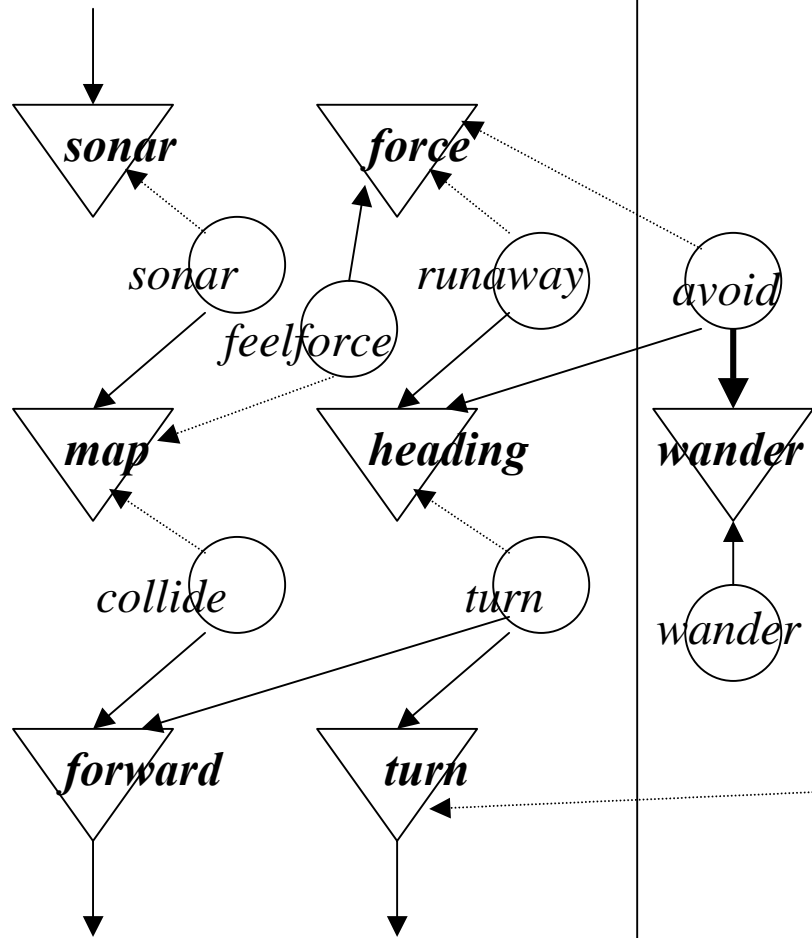 sonar
force
sonar
runaway
avoid
feelforce
map
heading
wander
collide
turn
wander
forward
turn